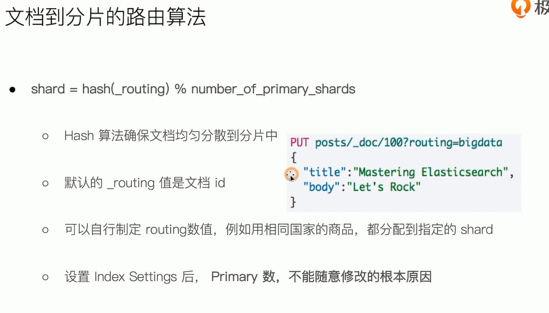 文档到分片的路由算法
极
● shard = hash(_routing) % number_of_primary_shards
○ Hash 算法确保文档均匀分散到分片中
○ 默认的 _routing 值是文档 id
○ 可以自行制定 routing数值，例如用相同国家的商品，都分配到指定的 shard
○ 设置 Index Settings 后， Primary 数，不能随意修改的根本原因
PUT posts/_doc/100?routing=bigdata
{
"title":"Mastering Elasticsearch",
"body":"Let's Rock"
}